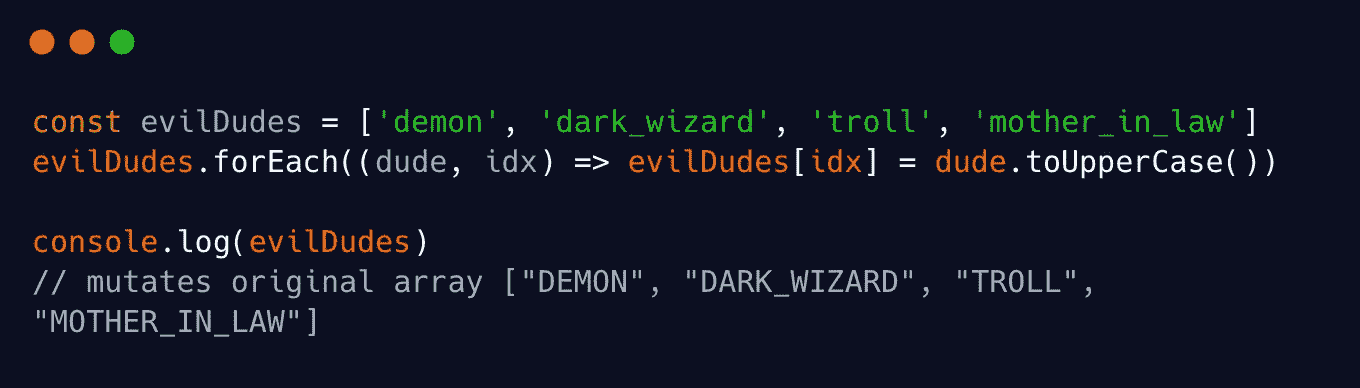 const evilDudes = ['demon', 'dark_wizard', 'troll', 'mother_in_law']
evilDudes.forEach((dude, idx) => evilDudes[idx] = dude.toUpperCase())
console.log(evilDudes)
// mutates original array ["DEMON", "DARK_WIZARD", "TROLL",
"MOTHER_IN_LAW"]